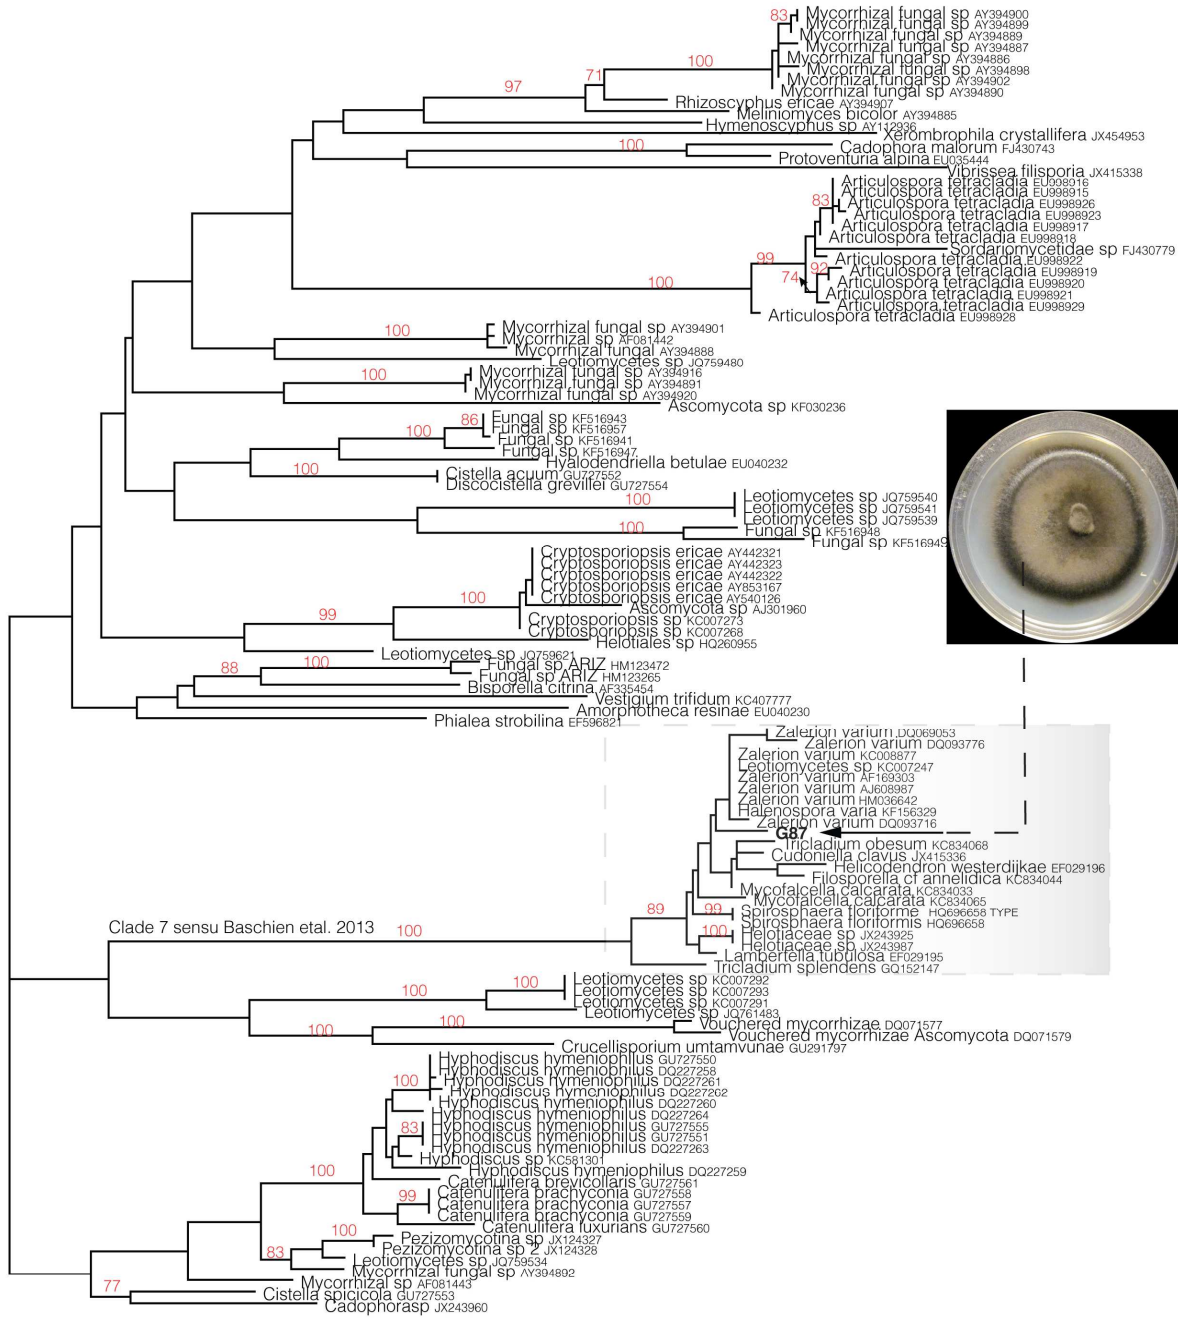 83
Mycorrhizal fungal sp AY394900
Mycorrhizal fungal sp AY394899
Mycorrhizal fungal sp AY394889
Mycorrhizal fungal sp AY394887
Mycorrhizal fungal sp AY394886
100
Mycorrhizal fungal sp AY394898
71
Mycorrhizal fungal sp AY394902
97
Mycorrhizal fungal sp AY394890
Rhizoscyphus ericae AY394907
Meliniomyces bicolor AY394885
Hymenoscyphus sp AY112936
Xerombrophila crystallifera JX454953
100
Cadophora malorum FJ430743
Protoventuria alpina EU035444
Vibrissea filisporia JX415338
Articulospora tetracladia EU998916
Articulospora tetracladia EU998915
83
Articulospora tetracladia EU998926
Articulospora tetracladia EU998923
Articulospora tetracladia EU998917
Articulospora tetracladia EU998918
Sordariomycetidae sp FJ430779
99
Articulospora tetracladia EU998922
92
Articulospora tetracladia EU998919
74
100
Articulospora tetracladia EU998920
Articulospora tetracladia EU998921
Articulospora tetracladia EU998929
Articulospora tetracladia EU998928
100
Mycorrhizal fungal sp AY394901
Mycorrhizal sp AF081442
Mycorrhizal fungal AY394888
Leotiomycetes sp JQ759480
100
Mycorrhizal fungal sp AY394916
Mycorrhizal fungal sp AY394891
Mycorrhizal fungal sp AY394920
Ascomycota sp KF030236
86
Fungal sp KF516943
100
Fungal sp KF516957
Fungal sp KF516941
Fungal sp KF516947
Hyalodendriella betulae EU040232
100
Cistella acuum GU727552
Discocistella grevillei GU727554
100
Leotiomycetes sp JQ759540
Leotiomycetes sp JQ759541
Leotiomycetes sp JQ759539
100
Fungal sp KF516948
Fungal sp KF516949
Cryptosporiopsis ericae AY442321
Cryptosporiopsis ericae AY442323
Cryptosporiopsis ericae AY442322
Cryptosporiopsis ericae AY853167
100
Cryptosporiopsis ericae AY540126
Ascomycota sp AJ301960
99
Cryptosporiopsis sp KC007273
Cryptosporiopsis sp KC007268
Helotiales sp HQ260955
Leotiomycetes sp JQ759621
88
100
Fungal sp ARIZ HM123472
Fungal sp ARIZ HM123265
Bisporella citrina AF335454
Vestigium trifidum KC407777
Amorphotheca resinae EU040230
Phialea strobilina EF596821
Zalerion varium DQ069053
Zalerion varium DQ093776
Zalerion varium KC008877
Leotiomycetes sp KC007247
Zalerion varium AF169303
Zalerion varium AJ608987
Zalerion varium HM036642
Halenospora varia KF156329
Zalerion varium DQ093716
G87
Tricladium obesum KC834068
Cudoniella clavus JX415336
Helicodendron westerdijkae EF029196
Filosporella cf annelidica KC834044
Mycofalcella calcarata KC834033
Mycofalcella calcarata KC834065
89
99
Spirosphaera floriforme HQ696658 TYPE
Spirosphaera floriformis HQ696658
Clade 7 sensu Baschien etal. 2013
100
100
Helotiaceae sp JX243925
Helotiaceae sp JX243987
Lambertella tubulosa EF029195
Tricladium splendens GQ152147
100
Leotiomycetes sp KC007292
100
Leotiomycetes sp KC007293
Leotiomycetes sp KC007291
Leotiomycetes sp JQ761483
100
100
Vouchered mycorrhizae DQ071577
Vouchered mycorrhizae Ascomycota DQ071579
Crucellisporium umtamvunae GU291797
Hyphodiscus hymeniophilus GU727550
Hyphodiscus hymeniophilus DQ227258
100
Hyphodiscus hymeniophilus DQ227261
Hyphodiscus hymeniophilus DQ227262
Hyphodiscus hymeniophilus DQ227260
Hyphodiscus hymeniophilus DQ227264
83
Hyphodiscus hymeniophilus GU727555
Hyphodiscus hymeniophilus GU727551
Hyphodiscus hymeniophilus DQ227263
Hyphodiscus sp KC581301
100
Hyphodiscus hymeniophilus DQ227259
Catenulifera brevicollaris GU727561
99
Catenulifera brachyconia GU727558
Catenulifera brachyconia GU727557
Catenulifera brachyconia GU727559
Catenulifera luxurians GU727560
100
Pezizomycotina sp JX124327
Pezizomycotina sp 2 JX124328
83
Leotiomycetes sp JQ759534
Mycorrhizal fungal sp AY394892
77
Mycorrhizal sp AF081443
Cistella spicicola GU727553
Cadophorasp JX243960